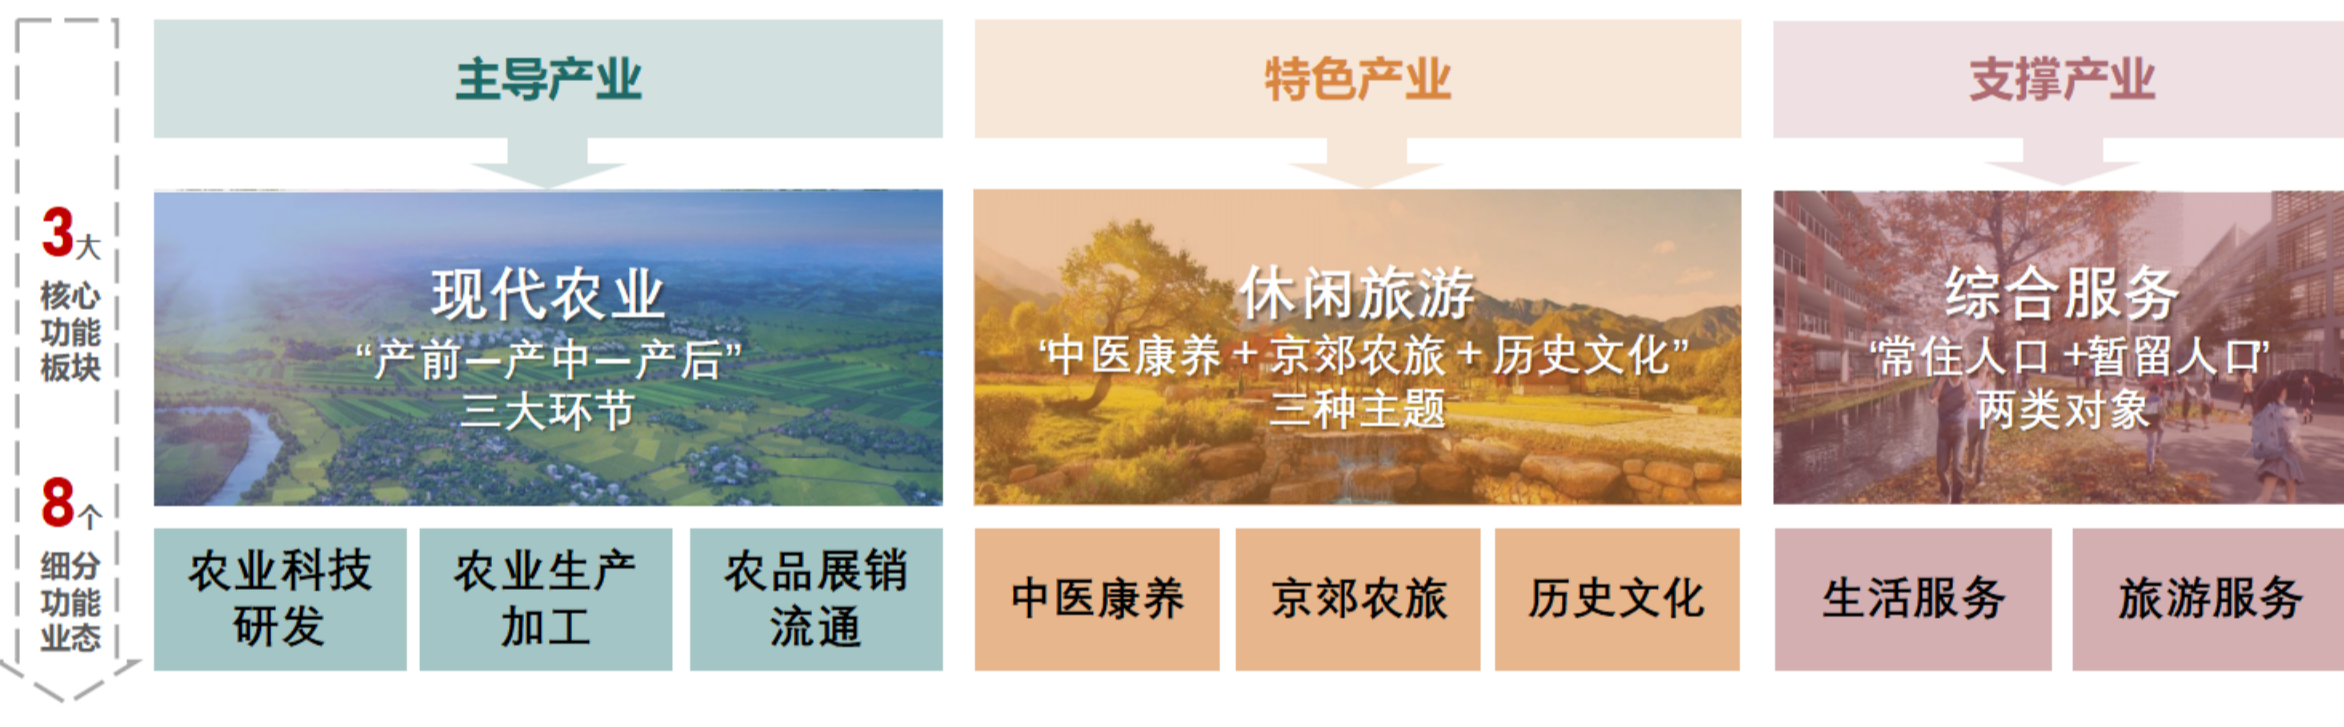 主导产业
特色产业
支撑产业
3大
核心
功能
板块
现代农业
“产前—产中—产后”
三大环节
休闲旅游
“中医康养+京郊农旅+历史文化”
三种主题
综合服务
“常住人口+暂留人口”
两类对象
8个
细分
功能
业态
农业科技
研发
农业生产
加工
农品展销
流通
中医康养
京郊农旅
历史文化
生活服务
旅游服务